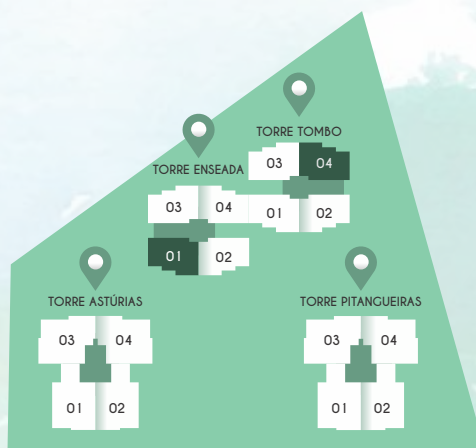 TORRE TOMBO
03 04
01 02
TORRE ENSEADA
03 04
01 02
TORRE ASTÚRIAS
03 04
01 02
TORRE PITANGUEIRAS
03 04
01 02